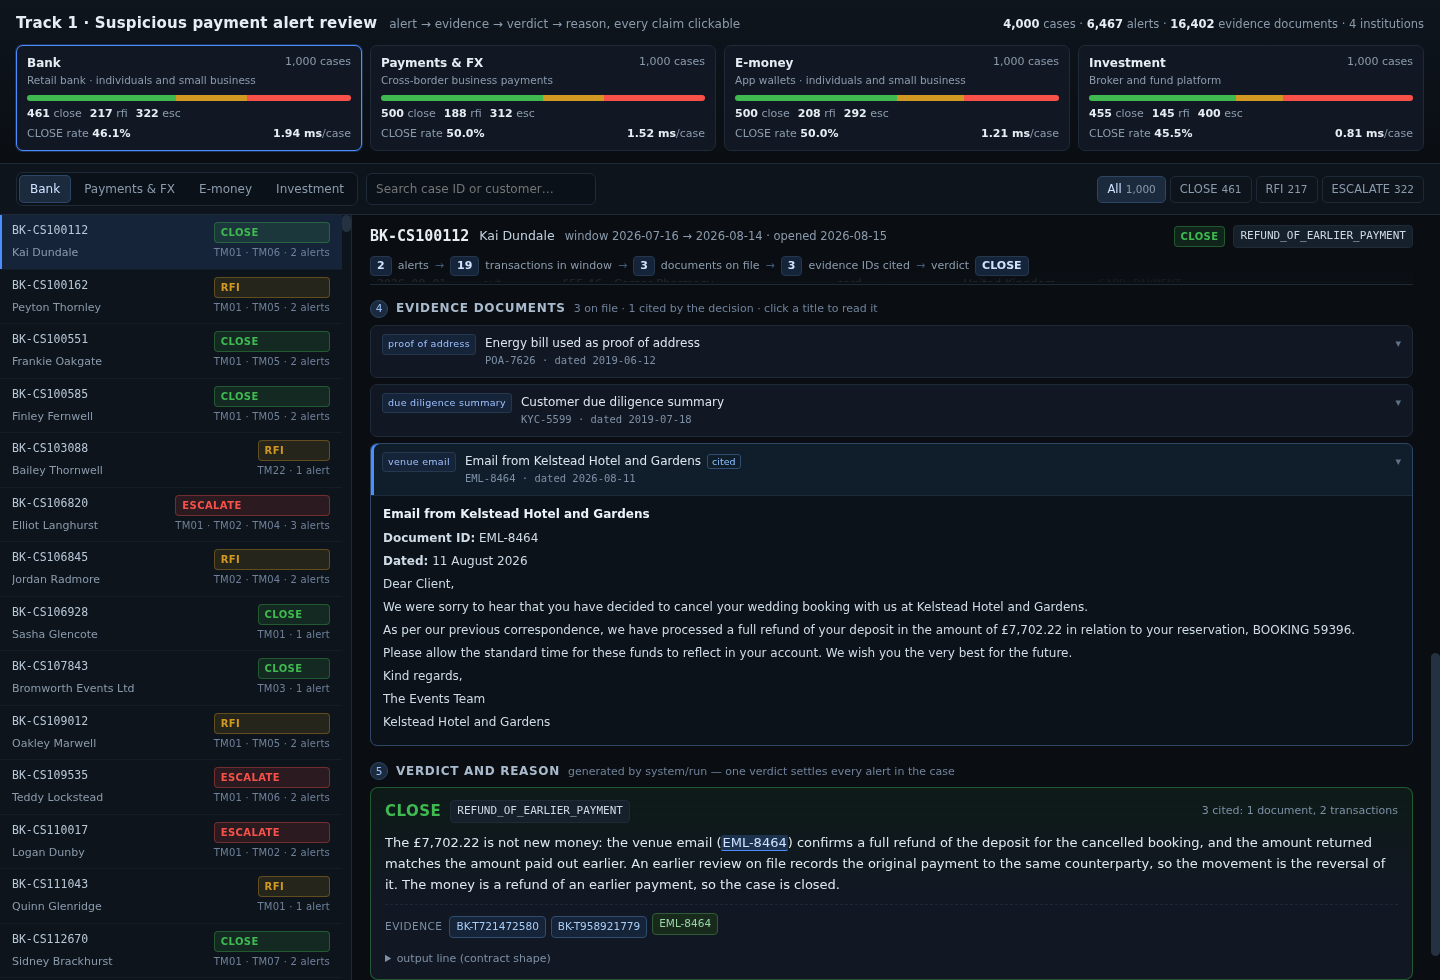 Track 1 · Suspicious payment alert review alert → evidence → verdict → reason, every claim clickable 4,000 cases · 6,467 alerts · 16,402 evidence documents · 4 institutions
Bank 1,000 cases
Retail bank · individuals and small business
461 close 217 rfi 322 esc
CLOSE rate 46.1% 1.94 ms/case
Payments & FX 1,000 cases
Cross-border business payments
500 close 188 rfi 312 esc
CLOSE rate 50.0% 1.52 ms/case
E-money 1,000 cases
App wallets · individuals and small business
500 close 208 rfi 292 esc
CLOSE rate 50.0% 1.21 ms/case
Investment 1,000 cases
Broker and fund platform
455 close 145 rfi 400 esc
CLOSE rate 45.5% 0.81 ms/case
Bank Payments & FX E-money Investment Search case ID or customer… All 1,000 CLOSE 461 RFI 217 ESCALATE 322
BK-CS100112 CLOSE
Kai Dundale TM01 · TM06 · 2 alerts
BK-CS100162 RFI
Peyton Thornley TM01 · TM05 · 2 alerts
BK-CS100551 CLOSE
Frankie Oakgate TM01 · TM05 · 2 alerts
BK-CS100585 CLOSE
Finley Fernwell TM01 · TM05 · 2 alerts
BK-CS103088 RFI
Bailey Thornwell TM22 · 1 alert
BK-CS106820 ESCALATE
Elliot Langhurst TM01 · TM02 · TM04 · 3 alerts
BK-CS106845 RFI
Jordan Radmore TM02 · TM04 · 2 alerts
BK-CS106928 CLOSE
Sasha Glencote TM01 · 1 alert
BK-CS107843 CLOSE
Bromworth Events Ltd TM03 · 1 alert
BK-CS109012 RFI
Oakley Marwell TM01 · TM05 · 2 alerts
BK-CS109535 ESCALATE
Teddy Lockstead TM01 · TM06 · 2 alerts
BK-CS110017 ESCALATE
Logan Dunby TM01 · TM02 · 2 alerts
BK-CS111043 RFI
Quinn Glenridge TM01 · 1 alert
BK-CS112670 CLOSE
Sidney Brackhurst TM01 · TM07 · 2 alerts
BK-CS100112 Kai Dundale window 2026-07-16 → 2026-08-14 · opened 2026-08-15 CLOSE REFUND_OF_EARLIER_PAYMENT
2 alerts → 19 transactions in window → 3 documents on file → 3 evidence IDs cited → verdict CLOSE
4 EVIDENCE DOCUMENTS 3 on file · 1 cited by the decision · click a title to read it
proof of address Energy bill used as proof of address ▾
POA-7626 · dated 2019-06-12
due diligence summary Customer due diligence summary ▾
KYC-5599 · dated 2019-07-18
venue email Email from Kelstead Hotel and Gardens cited ▾
EML-8464 · dated 2026-08-11
Email from Kelstead Hotel and Gardens
Document ID: EML-8464
Dated: 11 August 2026
Dear Client,
We were sorry to hear that you have decided to cancel your wedding booking with us at Kelstead Hotel and Gardens.
As per our previous correspondence, we have processed a full refund of your deposit in the amount of £7,702.22 in relation to your reservation, BOOKING 59396.
Please allow the standard time for these funds to reflect in your account. We wish you the very best for the future.
Kind regards,
The Events Team
Kelstead Hotel and Gardens
5 VERDICT AND REASON generated by system/run — one verdict settles every alert in the case
CLOSE REFUND_OF_EARLIER_PAYMENT 3 cited: 1 document, 2 transactions
The £7,702.22 is not new money: the venue email (EML-8464) confirms a full refund of the deposit for the cancelled booking, and the amount returned
matches the amount paid out earlier. An earlier review on file records the original payment to the same counterparty, so the movement is the reversal of
it. The money is a refund of an earlier payment, so the case is closed.
EVIDENCE BK-T721472580 BK-T958921779 EML-8464
▶ output line (contract shape)